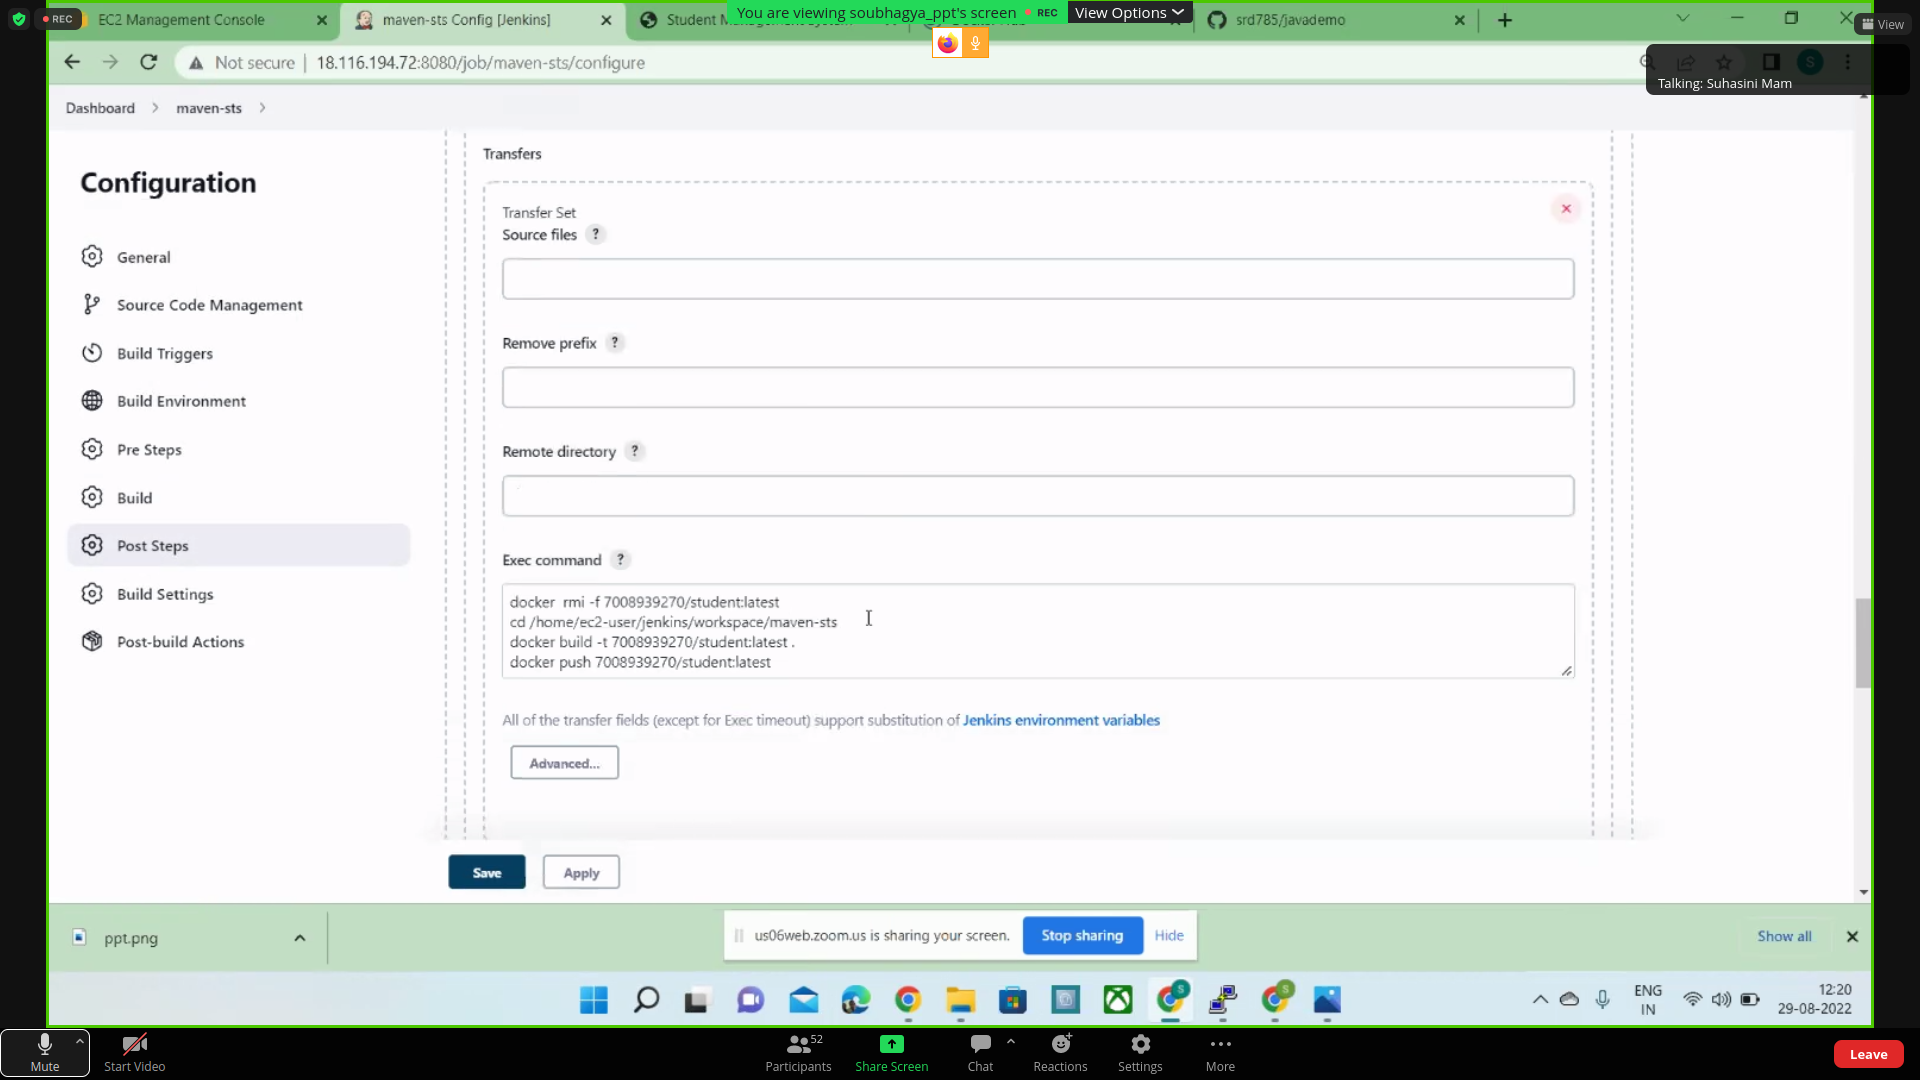 REC
EC2 Management Console
maven-sts Config [Jenkins]
You are viewing soubhagya_ppt's screen
REC
View Options
srd785/javademo
View
Not secure
18.116.194.72:8080/job/maven-sts/configure
S
Talking: Suhasini Mam
Dashboard
maven-sts
Configuration
General
Source Code Management
Build Triggers
Build Environment
Pre Steps
Build
Post Steps
Build Settings
Post-build Actions
Transfers
Transfer Set
Source files ?
Remove prefix ?
Remote directory ?
Exec command ?
docker  rmi -f 7008939270/student:latest
cd /home/ec2-user/jenkins/workspace/maven-sts
docker build -t 7008939270/student:latest .
docker push 7008939270/student:latest
All of the transfer fields (except for Exec timeout) support substitution of Jenkins environment variables
Advanced...
Save
Apply
ppt.png
us06web.zoom.us is sharing your screen.
Stop sharing
Hide
Show all
ENG
IN
12:20
29-08-2022
Mute
Start Video
Participants
52
Share Screen
Chat
Reactions
Settings
More
Leave